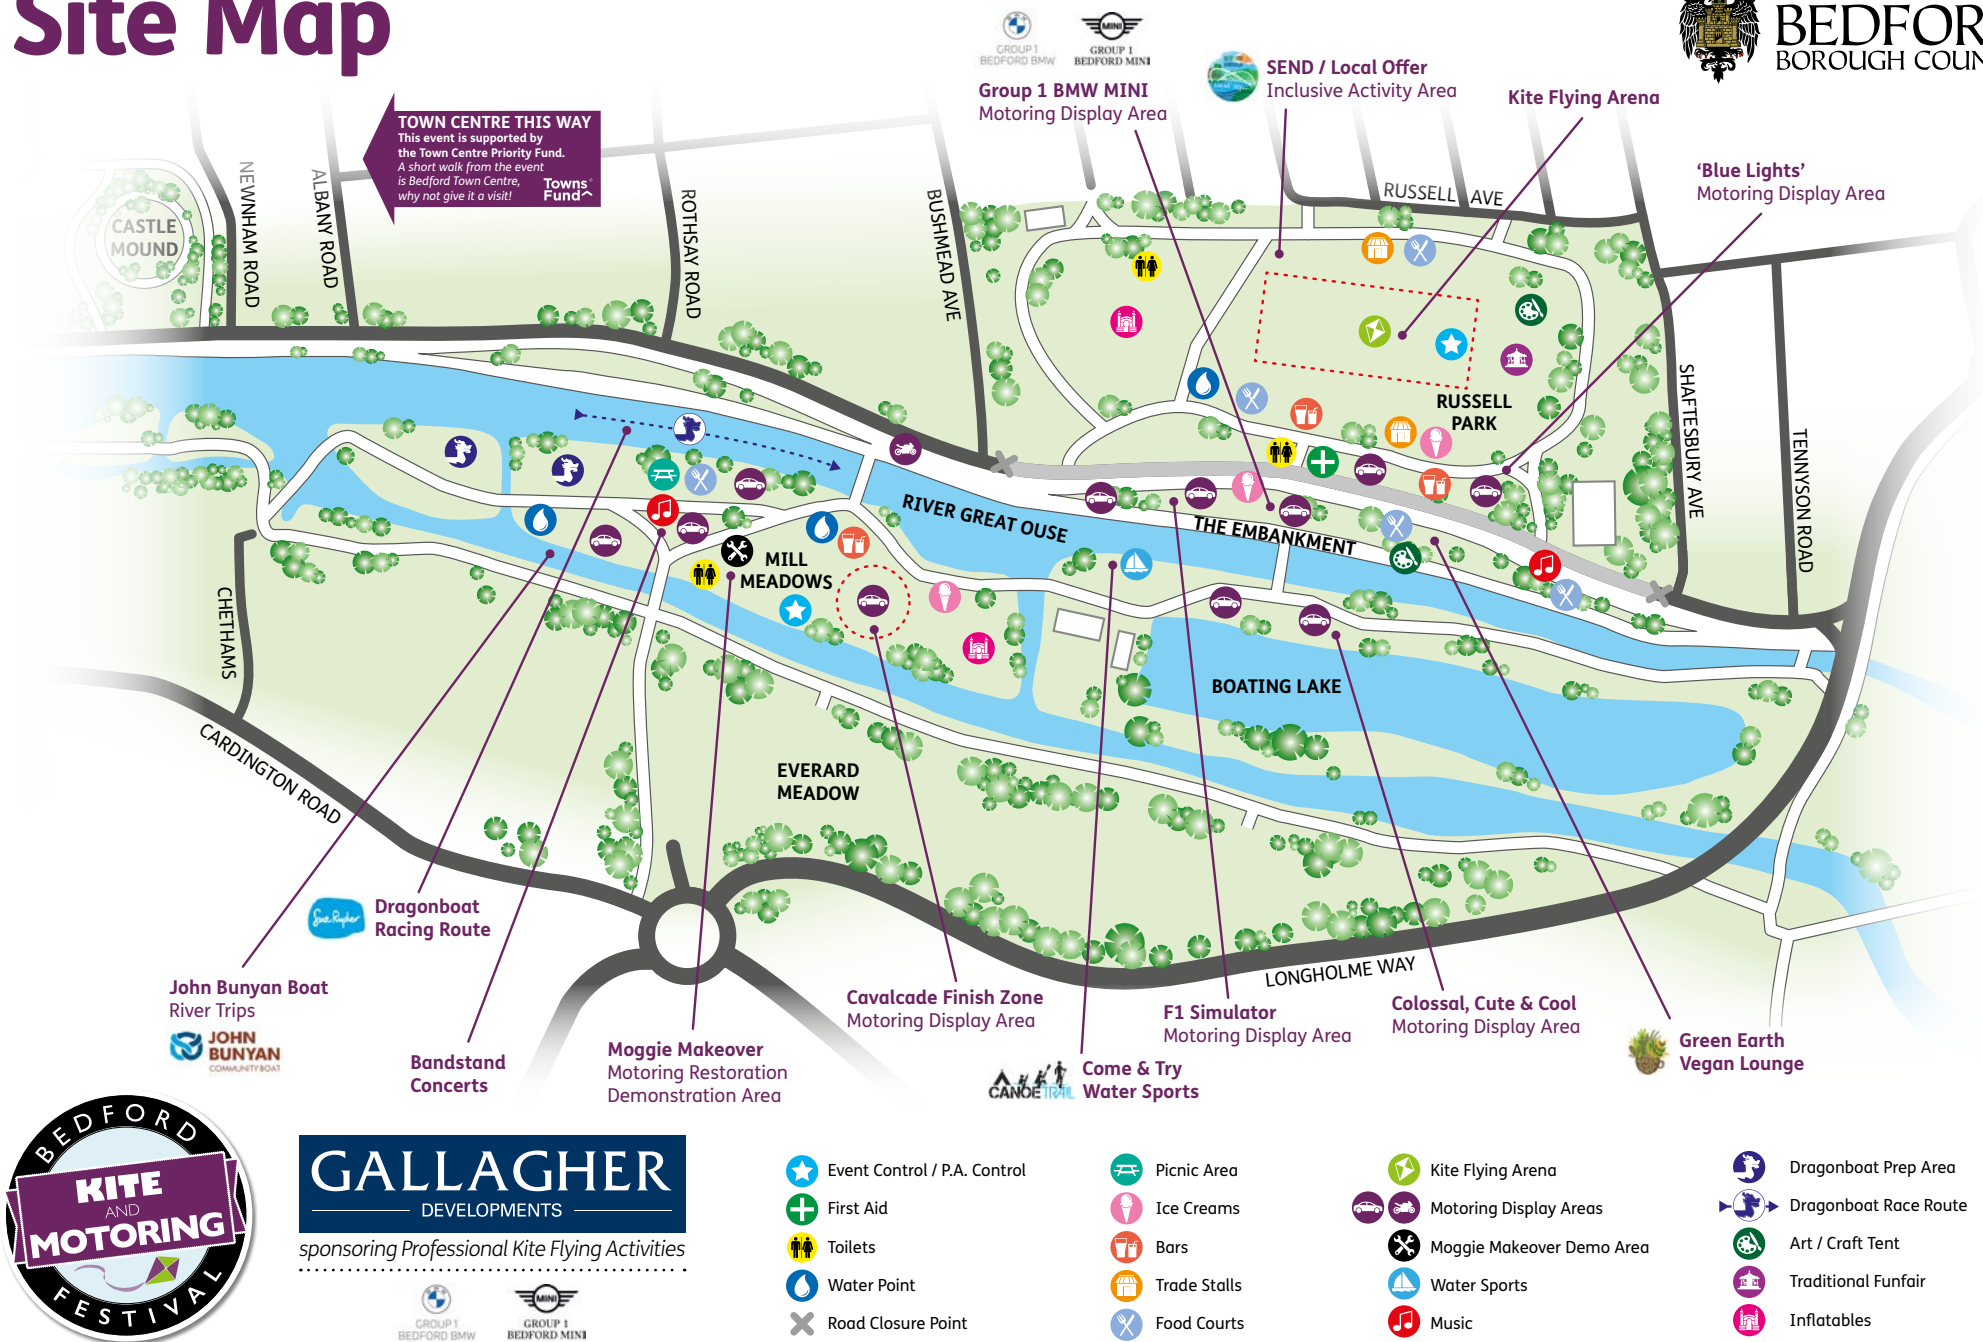 Site Map
GROUP 1
BEDFORD BMW
MINI
GROUP 1
BEDFORD MINI
BEDFOR
BOROUGH COUN
Group 1 BMW MINI
Motoring Display Area
SEND / Local Offer
Inclusive Activity Area
Kite Flying Arena
'Blue Lights'
Motoring Display Area
TOWN CENTRE THIS WAY
This event is supported by
the Town Centre Priority Fund.
A short walk from the event
is Bedford Town Centre,
why not give it a visit!
Towns
Fund
CASTLE
MOUND
NEWNHAM ROAD
ALBANY ROAD
ROTHSAY ROAD
BUSHMEAD AVE
RUSSELL AVE
SHAFTESBURY AVE
TENNYSON ROAD
RUSSELL
PARK
RIVER GREAT OUSE
THE EMBANKMENT
MILL
MEADOWS
BOATING LAKE
EVERARD
MEADOW
CHETHAMS
CARDINGTON ROAD
LONGHOLME WAY
Sue Ryder
Dragonboat
Racing Route
John Bunyan Boat
River Trips
JOHN
BUNYAN
COMMUNITY BOAT
Bandstand
Concerts
Moggie Makeover
Motoring Restoration
Demonstration Area
Cavalcade Finish Zone
Motoring Display Area
CANOETRAIL
Come & Try
Water Sports
F1 Simulator
Motoring Display Area
Colossal, Cute & Cool
Motoring Display Area
Green Earth
Vegan Lounge
BEDFORD
KITE
AND
MOTORING
FESTIVAL
GALLAGHER
DEVELOPMENTS
sponsoring Professional Kite Flying Activities
GROUP 1
BEDFORD BMW
MINI
GROUP 1
BEDFORD MINI
Event Control / P.A. Control
First Aid
Toilets
Water Point
Road Closure Point
Picnic Area
Ice Creams
Bars
Trade Stalls
Food Courts
Kite Flying Arena
Motoring Display Areas
Moggie Makeover Demo Area
Water Sports
Music
Dragonboat Prep Area
Dragonboat Race Route
Art / Craft Tent
Traditional Funfair
Inflatables